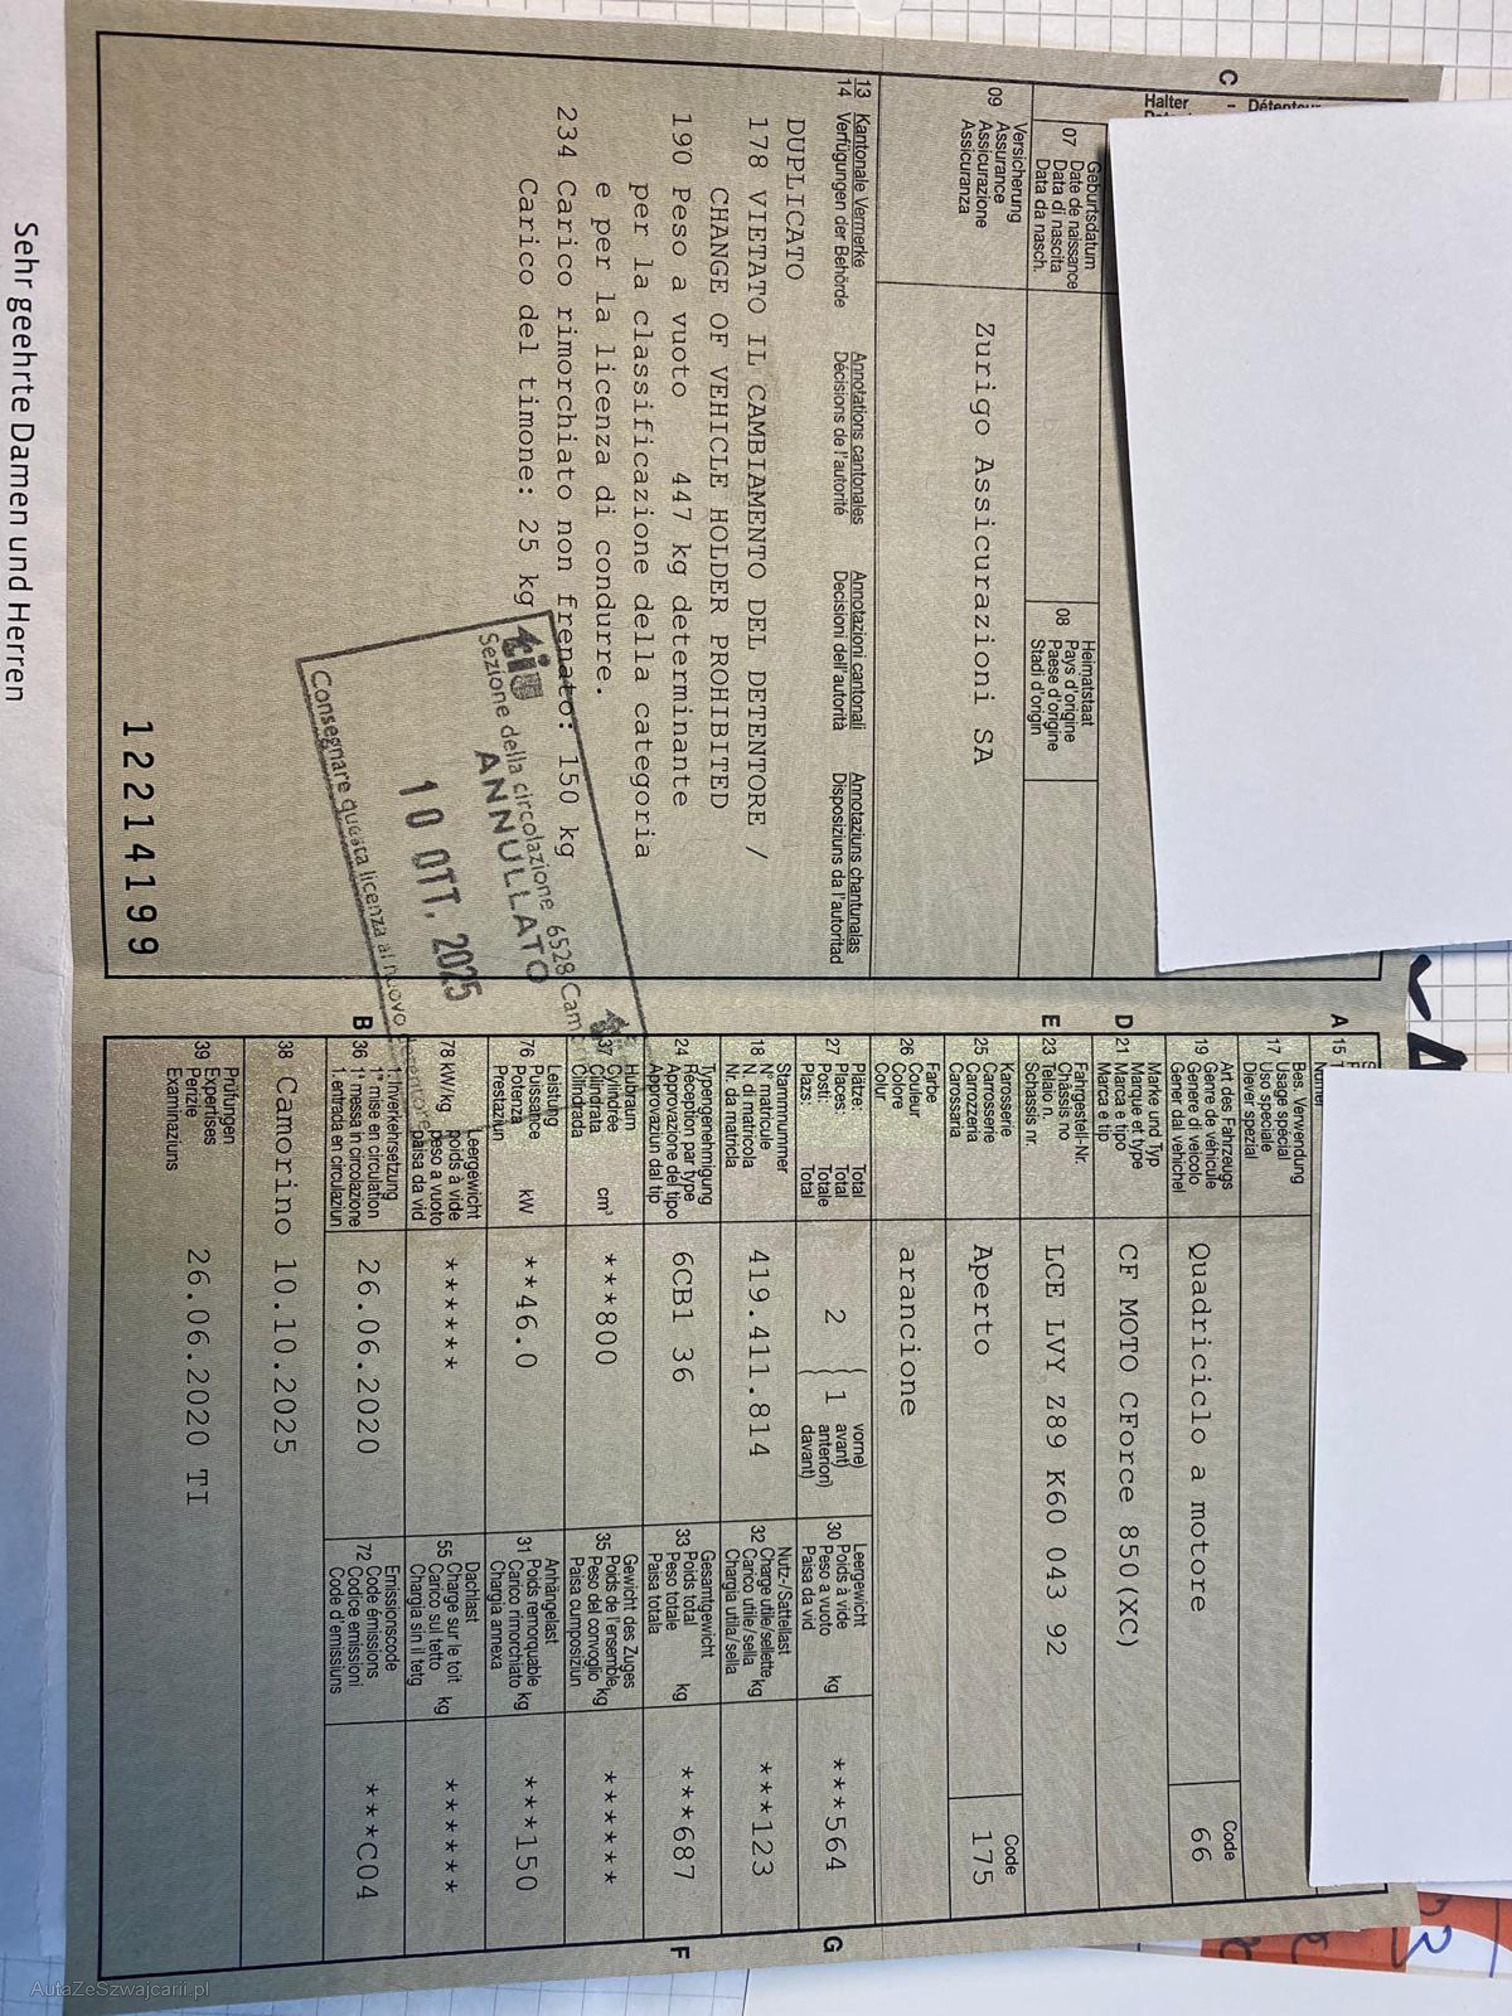 C
Halter
07 Geburtsdatum
Date de naissance
Data di nascita
Data da nasch.
08 Heimatstaat
Pays d'origine
Paese d'origine
Stadi d'origin
09 Versicherung
Assurance
Assicurazione
Assicuranza
Zurigo Assicurazioni SA
13 Kantonale Vermerke Annotations cantonales Annotazioni cantonali Annotaziuns chantunalas
14 Verfügungen der Behörde Décisions de l'autorité Decisioni dell'autorità Disposiziuns da l'autoritad
DUPLICATO
178 VIETATO IL CAMBIAMENTO DEL DETENTORE /
CHANGE OF VEHICLE HOLDER PROHIBITED
190 Peso a vuoto 447 kg determinante
per la classificazione della categoria
e per la licenza di condurre.
234 Carico rimorchiato non frenato: 150 kg
Carico del timone: 25 kg
ti
Sezione della circolazione 6528 Cam
ANNULLATO
10 OTT. 2025
Consegnare questa licenza al nuovo detentore
12214199
A 15
17 Bes. Verwendung
Usage spécial
Uso speciale
Diever spezial
19 Art des Fahrzeugs
Genre de véhicule
Genere di veicolo
Gener dal vehichel
Quadriciclo a motore
Code
66
D 21 Marke und Typ
Marque et type
Marca e tipo
Marca e tip
CF MOTO CForce 850(XC)
E 23 Fahrgestell-Nr.
Châssis no
Telaio n.
Schassis nr.
LCE LVY Z89 K60 043 92
25 Karosserie
Carosserie
Carrozzeria
Carossaria
Aperto
Code
175
26 Farbe
Couleur
Colore
Colur
arancione
27 Plätze: Total
Places: Total
Posti: Totale
Plazs: Total
2 1
vorne)
avant)
anteriori)
davant)
30 Leergewicht
Poids à vide
Peso a vuoto kg
Paisa da vid
***564
G
18 Stammnummer
N° matricule
N. di matricola
Nr. da matricla
419.411.814
32 Nutz-/Sattellast
Charge utile/sellette kg
Carico utile/sella
Chargia utila/sella
***123
24 Typengenehmigung
Réception par type
Approvazione del tipo
Approvaziun dal tip
6CB1 36
33 Gesamtgewicht
Poids total
Peso totale kg
Paisa totala
***687
F
37 Hubraum
Cylindrée
Cilindrata cm³
Cilindrada
***800
35 Gewicht des Zuges
Poids de l'ensemble kg
Peso del convoglio
Paisa cumposiziun
******
76 Leistung
Puissance
Potenza kW
Prestaziun
**46.0
31 Anhängelast
Poids remorquable kg
Carico rimorchiato
Chargia annexa
***150
78 kW/kg Leergewicht
poids à vide
peso a vuoto
paisa da vid
******
55 Dachlast
Charge sur le toit
Carico sul tetto kg
Chargia sin il tetg
******
B 36 1. Inverkehrsetzung
1re mise en circulation
1a messa in circolazione
1. entrada en circulaziun
26.06.2020
72 Emissionscode
Code émissions
Codice emissioni
Code d'emissiuns
***C04
38 Camorino 10.10.2025
39 Prüfungen
Expertises
Perizie
Examinaziuns
26.06.2020 TI
Sehr geehrte Damen und Herren
AutaZeSzwajcarii.pl